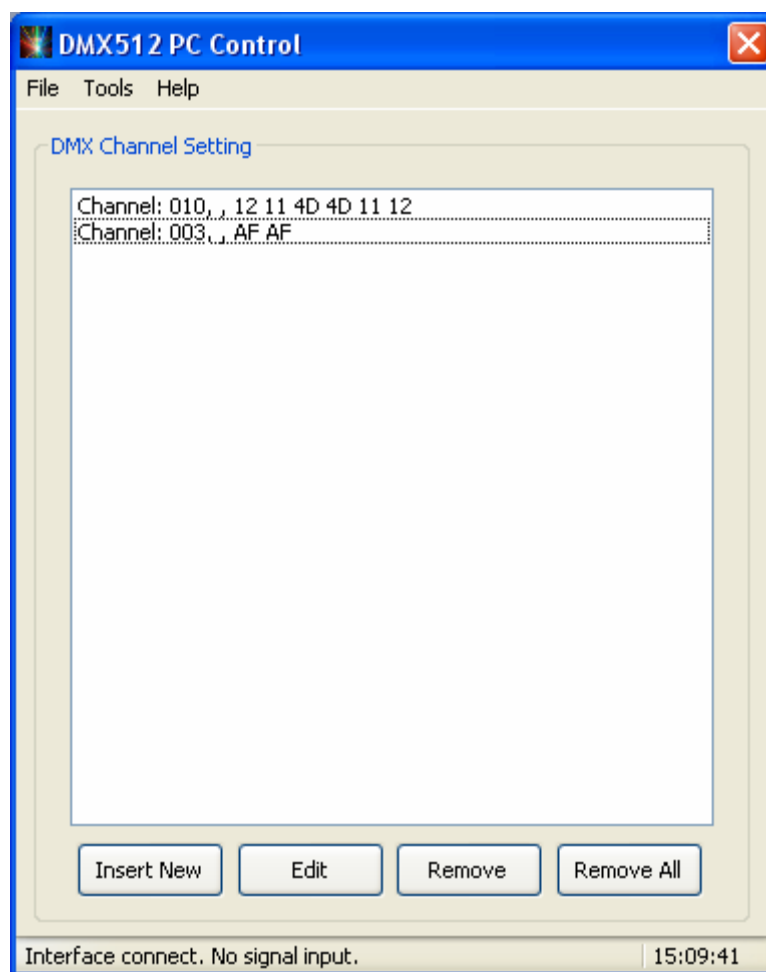 DMX512 PC Control
File Tools Help
DMX Channel Setting
Channel: 010, , 12 11 4D 4D 11 12
Channel: 003, , AF AF
Insert New Edit Remove Remove All
Interface connect. No signal input. 15:09:41